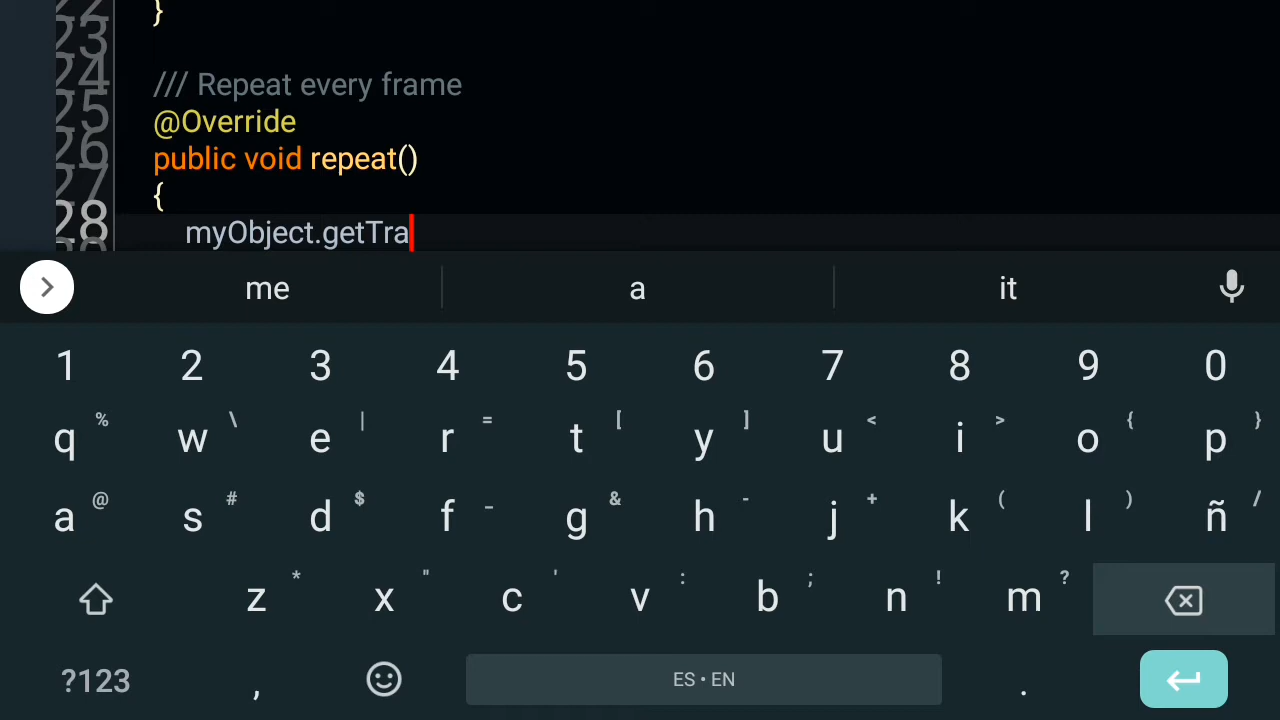 22 }
23
24 /// Repeat every frame
25 @Override
26 public void repeat()
27 {
28 myObject.getTra
me a it
1 2 3 4 5 6 7 8 9 0
q % w \ e | r = t [ y ] u < i > o { p }
a @ s # d $ f _ g & h - j + k ( l ) ñ /
z * x " c ' v : b ; n ! m ?
?123 , ES • EN .